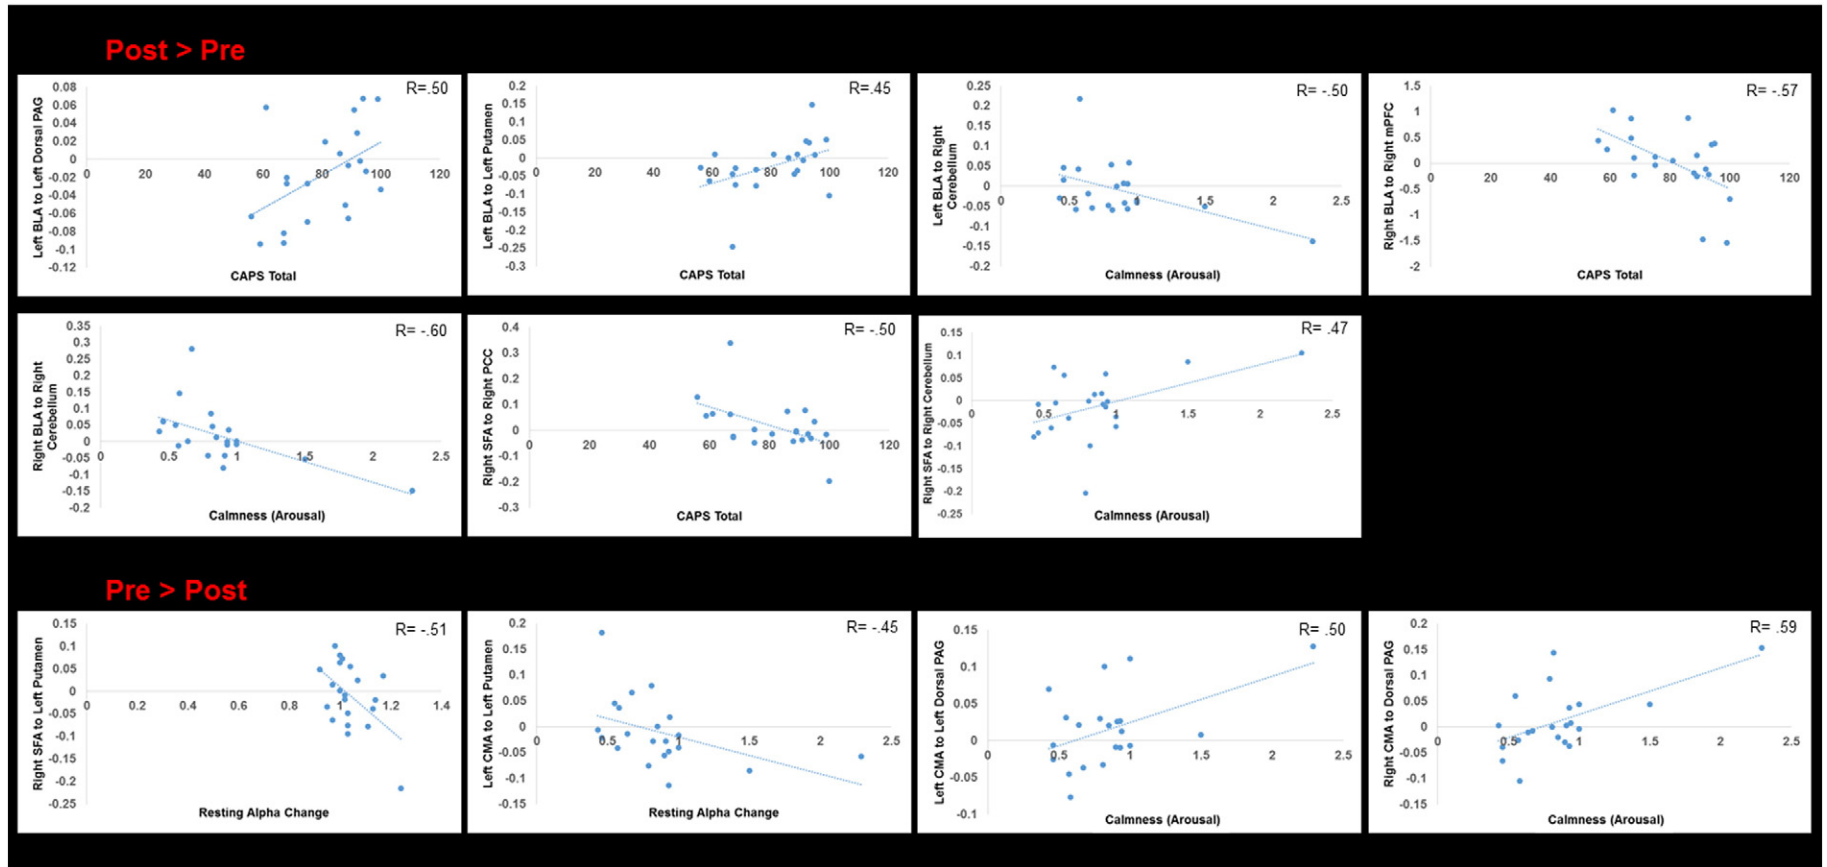 Post > Pre
R=.50
0.08
0.06
0.04
0.02
0
-0.02
-0.04
-0.06
-0.08
-0.1
-0.12
0 20 40 60 80 100 120
Left BLA to Left Dorsal PAG
CAPS Total
R=.45
0.2
0.15
0.1
0.05
0
-0.05
-0.1
-0.15
-0.2
-0.25
-0.3
0 20 40 60 80 100 120
Left BLA to Left Putamen
CAPS Total
R= -.50
0.25
0.2
0.15
0.1
0.05
0
-0.05
-0.1
-0.15
-0.2
0 0.5 1 1.5 2 2.5
Left BLA to Right
Cerebellum
Calmness (Arousal)
R= -.57
1.5
1
0.5
0
-0.5
-1
-1.5
-2
0 20 40 60 80 100 120
Right BLA to Right mPFC
CAPS Total
R= -.60
0.35
0.3
0.25
0.2
0.15
0.1
0.05
0
-0.05
-0.1
-0.15
-0.2
0 0.5 1 1.5 2 2.5
Right BLA to Right
Cerebellum
Calmness (Arousal)
R= -.50
0.4
0.3
0.2
0.1
0
-0.1
-0.2
-0.3
0 20 40 60 80 100 120
Right SFA to Right PCC
CAPS Total
R= .47
0.15
0.1
0.05
0
-0.05
-0.1
-0.15
-0.2
-0.25
0 0.5 1 1.5 2 2.5
Right SFA to Right Cerebellum
Calmness (Arousal)
Pre > Post
R= -.51
0.15
0.1
0.05
0
-0.05
-0.1
-0.15
-0.2
-0.25
0 0.2 0.4 0.6 0.8 1 1.2 1.4
Right SFA to Left Putamen
Resting Alpha Change
R= -.45
0.2
0.15
0.1
0.05
0
-0.05
-0.1
-0.15
0 0.5 1 1.5 2 2.5
Left CMA to Left Putamen
Resting Alpha Change
R= .50
0.15
0.1
0.05
0
-0.05
-0.1
0 0.5 1 1.5 2 2.5
Left CMA to Left Dorsal PAG
Calmness (Arousal)
R= .59
0.2
0.15
0.1
0.05
0
-0.05
-0.1
-0.15
0 0.5 1 1.5 2 2.5
Right CMA to Dorsal PAG
Calmness (Arousal)